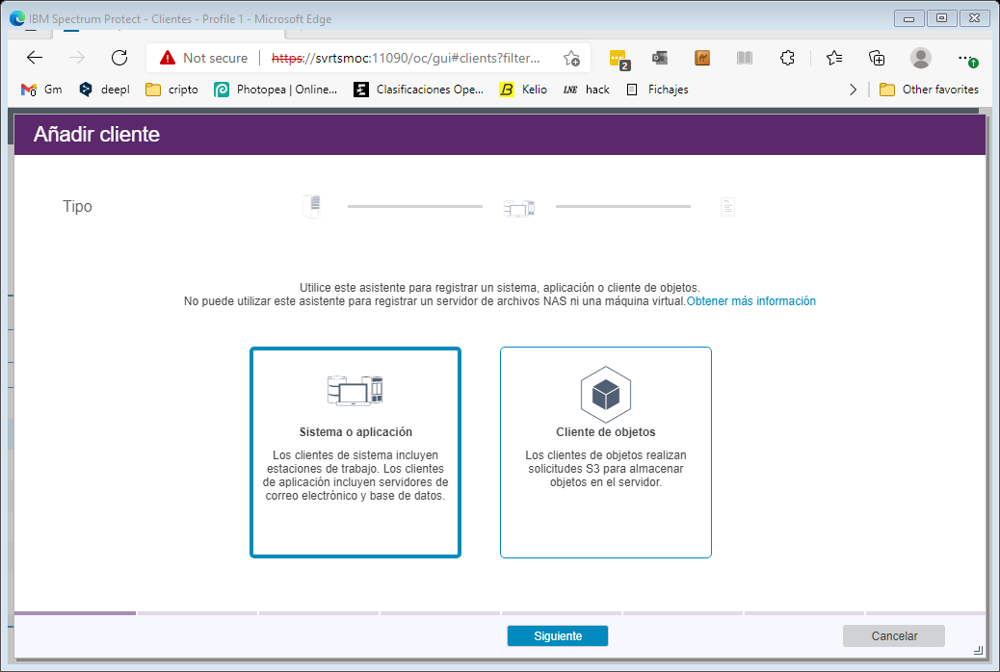 IBM Spectrum Protect - Clientes - Profile 1 - Microsoft Edge
Not secure https://svrtsmoc:11090/oc/gui#clients?filter...
2
Gm deepl cripto Photopea | Online... Clasificaciones Ope... Kelio LNE hack Fichajes Other favorites
Añadir cliente
Tipo
Utilice este asistente para registrar un sistema, aplicación o cliente de objetos.
No puede utilizar este asistente para registrar un servidor de archivos NAS ni una máquina virtual.Obtener más información
Sistema o aplicación
Los clientes de sistema incluyen
estaciones de trabajo. Los clientes
de aplicación incluyen servidores de
correo electrónico y base de datos.
Cliente de objetos
Los clientes de objetos realizan
solicitudes S3 para almacenar
objetos en el servidor.
Siguiente
Cancelar